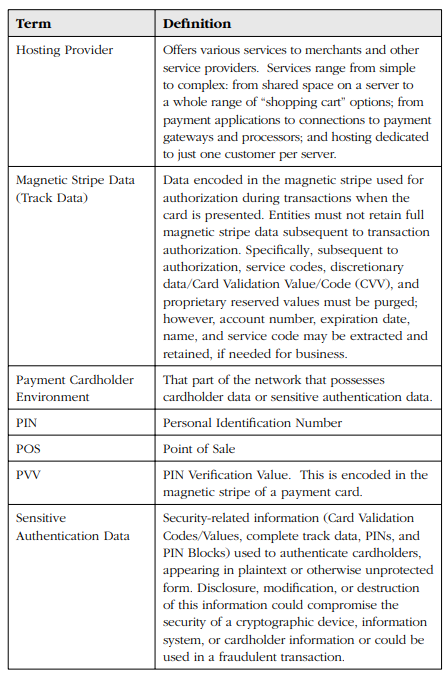 Term Definition
Hosting Provider Offers various services to merchants and other
service providers.  Services range from simple
to complex: from shared space on a server to
a whole range of “shopping cart” options; from
payment applications to connections to payment
gateways and processors; and hosting dedicated
to just one customer per server.
Magnetic Stripe Data Data encoded in the magnetic stripe used for
(Track Data) authorization during transactions when the
card is presented. Entities must not retain full
magnetic stripe data subsequent to transaction
authorization. Specifically, subsequent to
authorization, service codes, discretionary
data/Card Validation Value/Code (CVV), and
proprietary reserved values must be purged;
however, account number, expiration date,
name, and service code may be extracted and
retained, if needed for business.
Payment Cardholder That part of the network that possesses
Environment cardholder data or sensitive authentication data.
PIN Personal Identification Number
POS Point of Sale
PVV PIN Verification Value.  This is encoded in the
magnetic stripe of a payment card.
Sensitive Security-related information (Card Validation
Authentication Data Codes/Values, complete track data, PINs, and
PIN Blocks) used to authenticate cardholders,
appearing in plaintext or otherwise unprotected
form. Disclosure, modification, or destruction
of this information could compromise the
security of a cryptographic device, information
system, or cardholder information or could be
used in a fraudulent transaction.